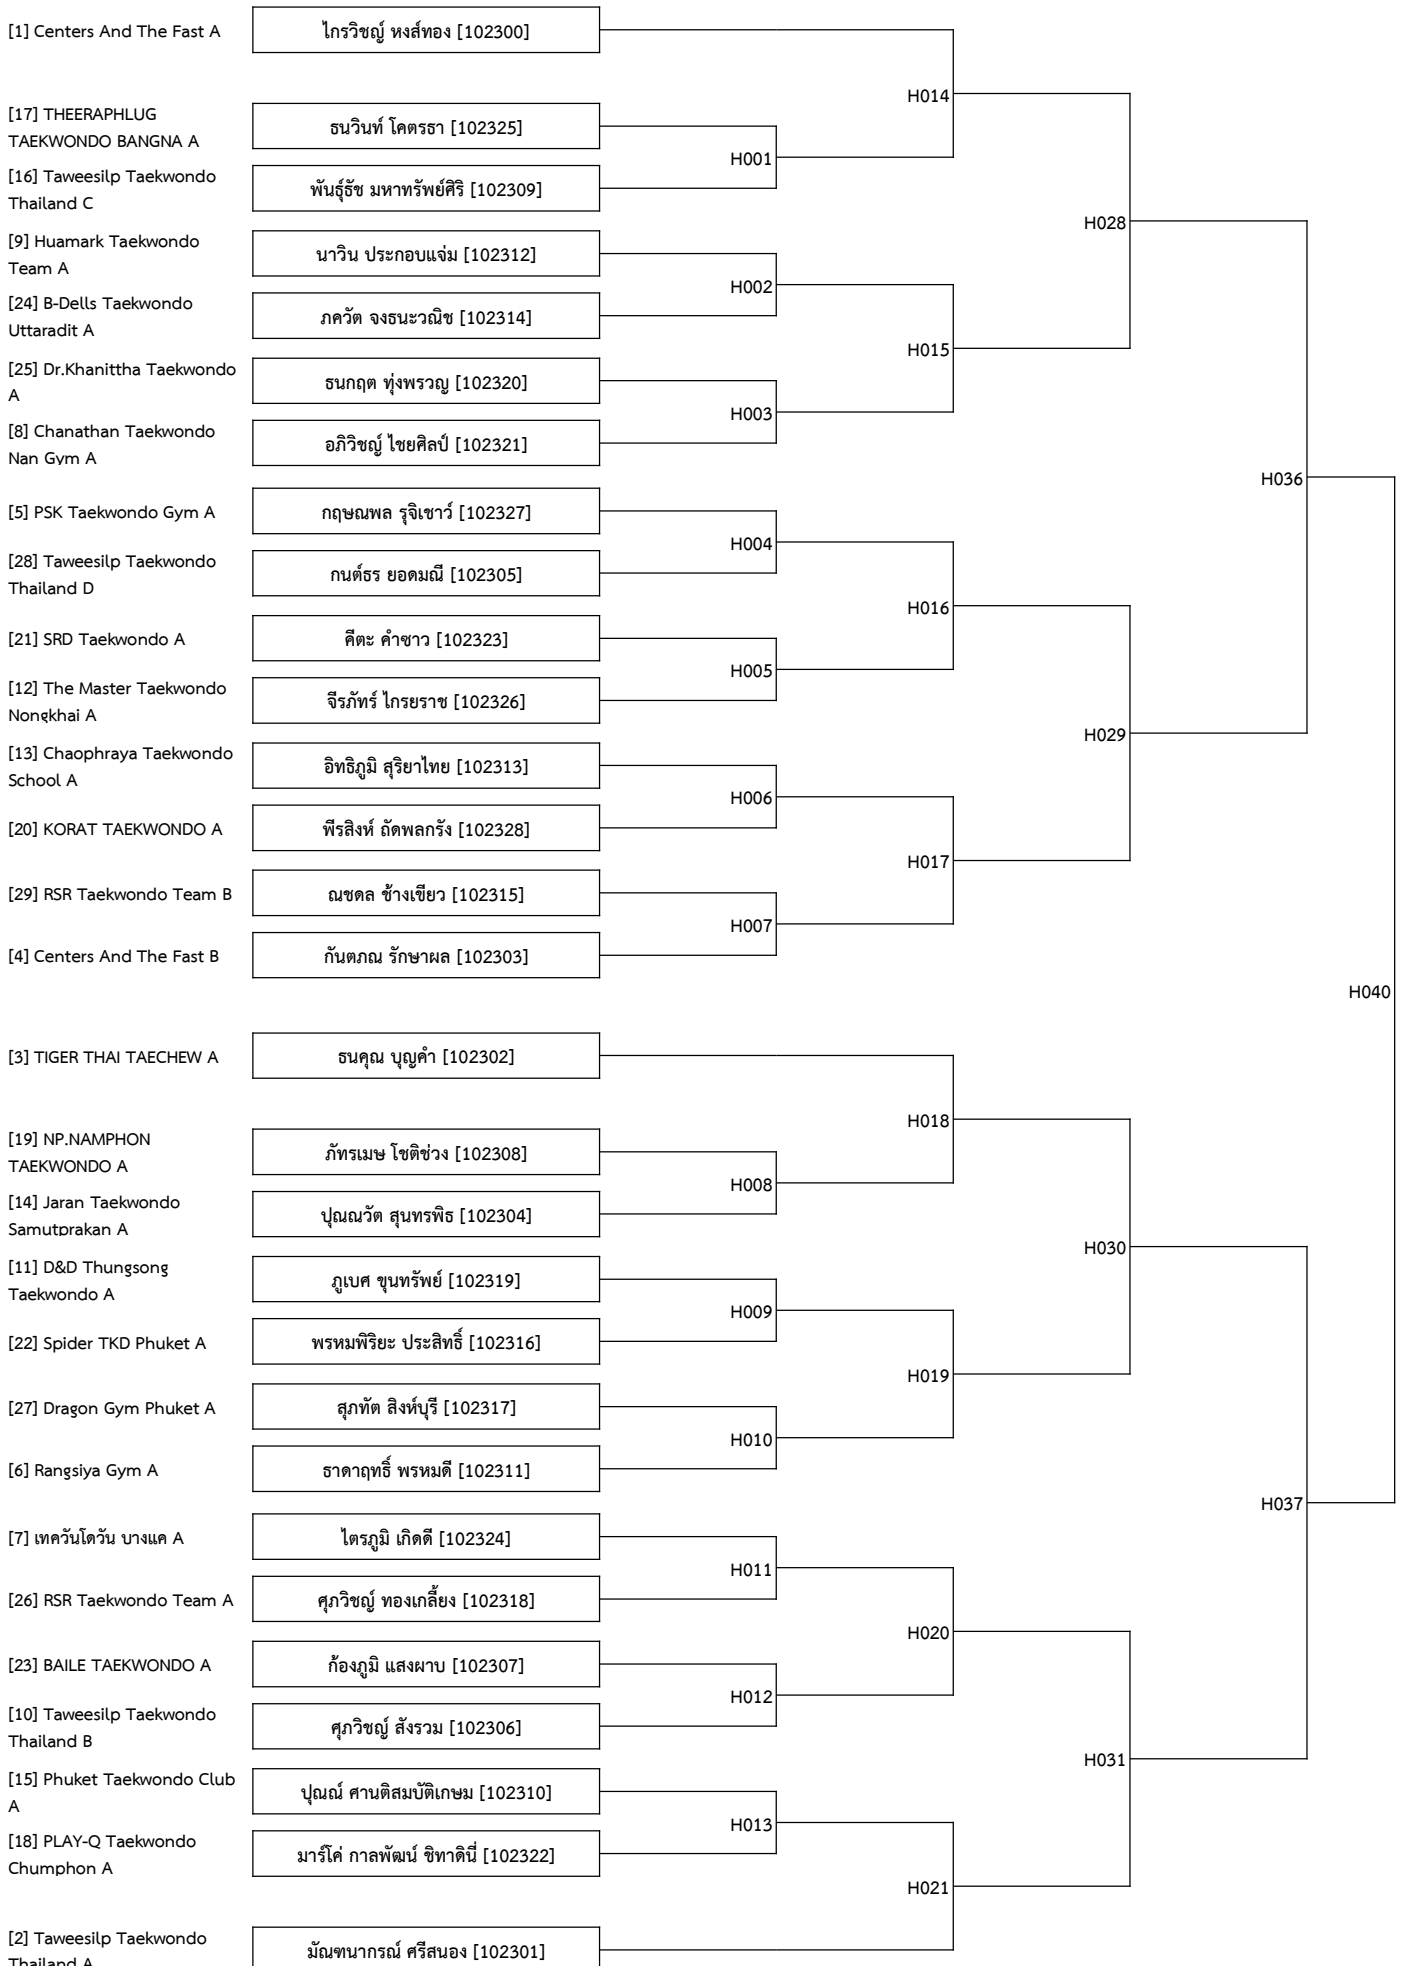 [1] Centers And The Fast A
ไกรวิชญ์ หงส์ทอง [102300]
H014
[17] THEERAPHLUG
TAEKWONDO BANGNA A
ธนวินท์ โคตรธา [102325]
H001
[16] Taweesilp Taekwondo
Thailand C
พันธุ์ธัช มหาทรัพย์ศิริ [102309]
H028
[9] Huamark Taekwondo
Team A
นาวิน ประกอบแจ่ม [102312]
H002
[24] B-Dells Taekwondo
Uttaradit A
ภควัต จงธนะวณิช [102314]
H015
[25] Dr.Khanittha Taekwondo
A
ธนกฤต ทุ่งพรวญ [102320]
H003
[8] Chanathan Taekwondo
Nan Gym A
อภิวิชญ์ ไชยศิลป์ [102321]
H036
[5] PSK Taekwondo Gym A
กฤษณพล รุจิเชาว์ [102327]
H004
[28] Taweesilp Taekwondo
Thailand D
กนต์ธร ยอดมณี [102305]
H016
[21] SRD Taekwondo A
คีตะ คำซาว [102323]
H005
[12] The Master Taekwondo
Nongkhai A
จีรภัทร์ ไกรยราช [102326]
H029
[13] Chaophraya Taekwondo
School A
อิทธิภูมิ สุริยาไทย [102313]
H006
[20] KORAT TAEKWONDO A
พีรสิงห์ ถัดพลกรัง [102328]
H017
[29] RSR Taekwondo Team B
ณชดล ช้างเขียว [102315]
H007
[4] Centers And The Fast B
กันตภณ รักษาผล [102303]
H040
[3] TIGER THAI TAECHEW A
ธนคุณ บุญคำ [102302]
H018
[19] NP.NAMPHON
TAEKWONDO A
ภัทรเมษ โชติช่วง [102308]
H008
[14] Jaran Taekwondo
Samutprakan A
ปุณณวัต สุนทรพิธ [102304]
H030
[11] D&D Thungsong
Taekwondo A
ภูเบศ ขุนทรัพย์ [102319]
H009
[22] Spider TKD Phuket A
พรหมพิริยะ ประสิทธิ์ [102316]
H019
[27] Dragon Gym Phuket A
สุภทัต สิงห์บุรี [102317]
H010
[6] Rangsiya Gym A
ธาดาฤทธิ์ พรหมดี [102311]
H037
[7] เทควันโดวัน บางแค A
ไตรภูมิ เกิดดี [102324]
H011
[26] RSR Taekwondo Team A
ศุภวิชญ์ ทองเกลี้ยง [102318]
H020
[23] BAILE TAEKWONDO A
ก้องภูมิ แสงผาบ [102307]
H012
[10] Taweesilp Taekwondo
Thailand B
ศุภวิชญ์ สังรวม [102306]
H031
[15] Phuket Taekwondo Club
A
ปุณณ์ ศานติสมบัติเกษม [102310]
H013
[18] PLAY-Q Taekwondo
Chumphon A
มาร์โค่ กาลพัฒน์ ชิทาดินี่ [102322]
H021
[2] Taweesilp Taekwondo
Thailand A
มัณฑนากรณ์ ศรีสนอง [102301]